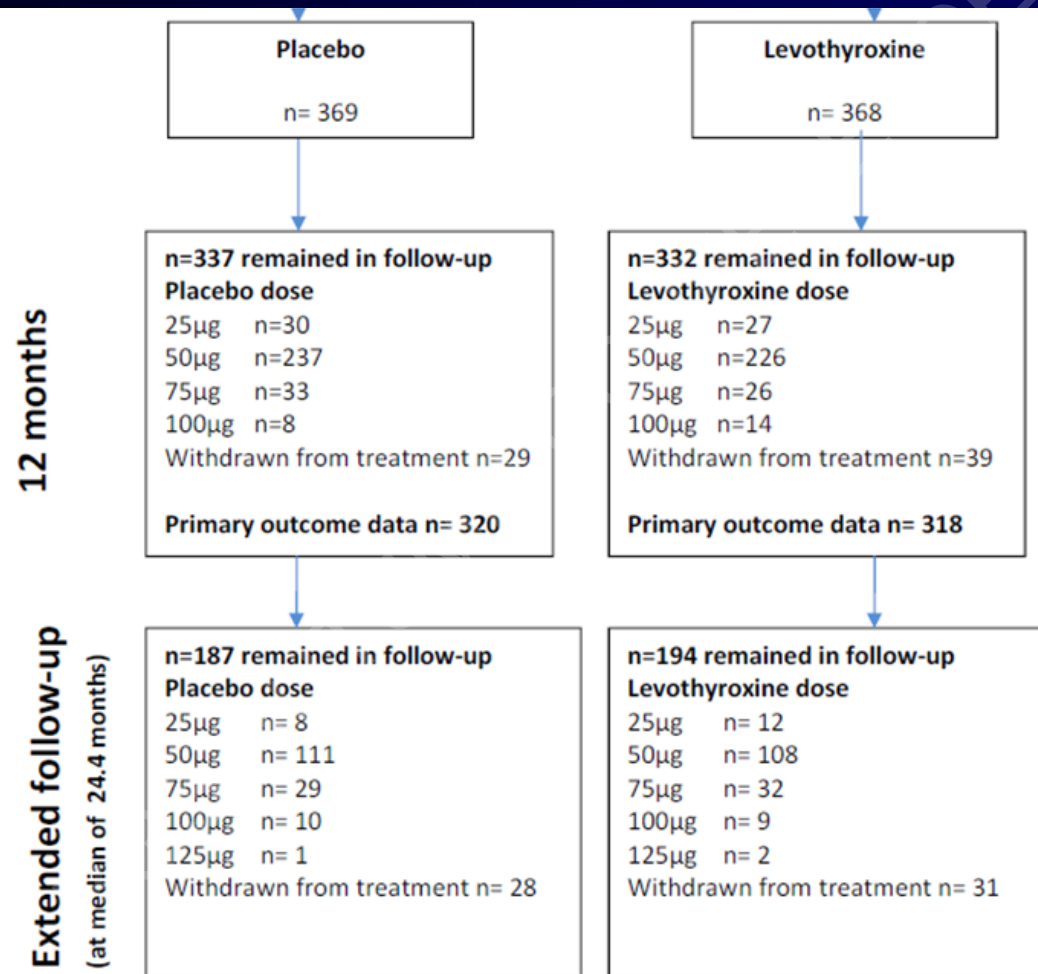 Placebo
n= 369
Levothyroxine
n= 368
12 months
n=337 remained in follow-up
Placebo dose
25µg n=30
50µg n=237
75µg n=33
100µg n=8
Withdrawn from treatment n=29
Primary outcome data n= 320
n=332 remained in follow-up
Levothyroxine dose
25µg n=27
50µg n=226
75µg n=26
100µg n=14
Withdrawn from treatment n=39
Primary outcome data n= 318
Extended follow-up
(at median of 24.4 months)
n=187 remained in follow-up
Placebo dose
25µg n= 8
50µg n= 111
75µg n= 29
100µg n= 10
125µg n= 1
Withdrawn from treatment n= 28
n=194 remained in follow-up
Levothyroxine dose
25µg n= 12
50µg n= 108
75µg n= 32
100µg n= 9
125µg n= 2
Withdrawn from treatment n= 31